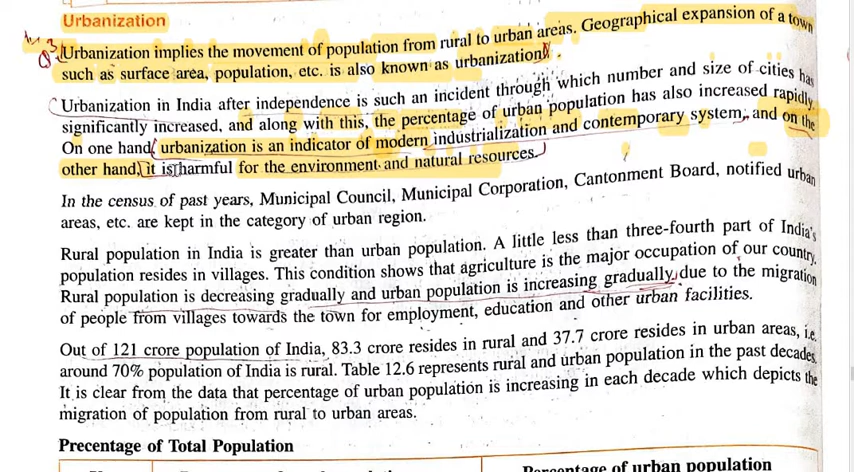 Urbanization
Q.3 Urbanization implies the movement of population from rural to urban areas. Geographical expansion of a town
such as surface area, population, etc. is also known as urbanization.
Urbanization in India after independence is such an incident through which number and size of cities has
significantly increased, and along with this, the percentage of urban population has also increased rapidly.
On one hand urbanization is an indicator of modern industrialization and contemporary system, and on the
other hand, it is harmful for the environment and natural resources.
In the census of past years, Municipal Council, Municipal Corporation, Cantonment Board, notified urban
areas, etc. are kept in the category of urban region.
Rural population in India is greater than urban population. A little less than three-fourth part of India's
population resides in villages. This condition shows that agriculture is the major occupation of our country.
Rural population is decreasing gradually and urban population is increasing gradually due to the migration
of people from villages towards the town for employment, education and other urban facilities.
Out of 121 crore population of India, 83.3 crore resides in rural and 37.7 crore resides in urban areas, i.e.
around 70% population of India is rural. Table 12.6 represents rural and urban population in the past decades.
It is clear from the data that percentage of urban population is increasing in each decade which depicts the
migration of population from rural to urban areas.
Precentage of Total Population
Percentage of urban population